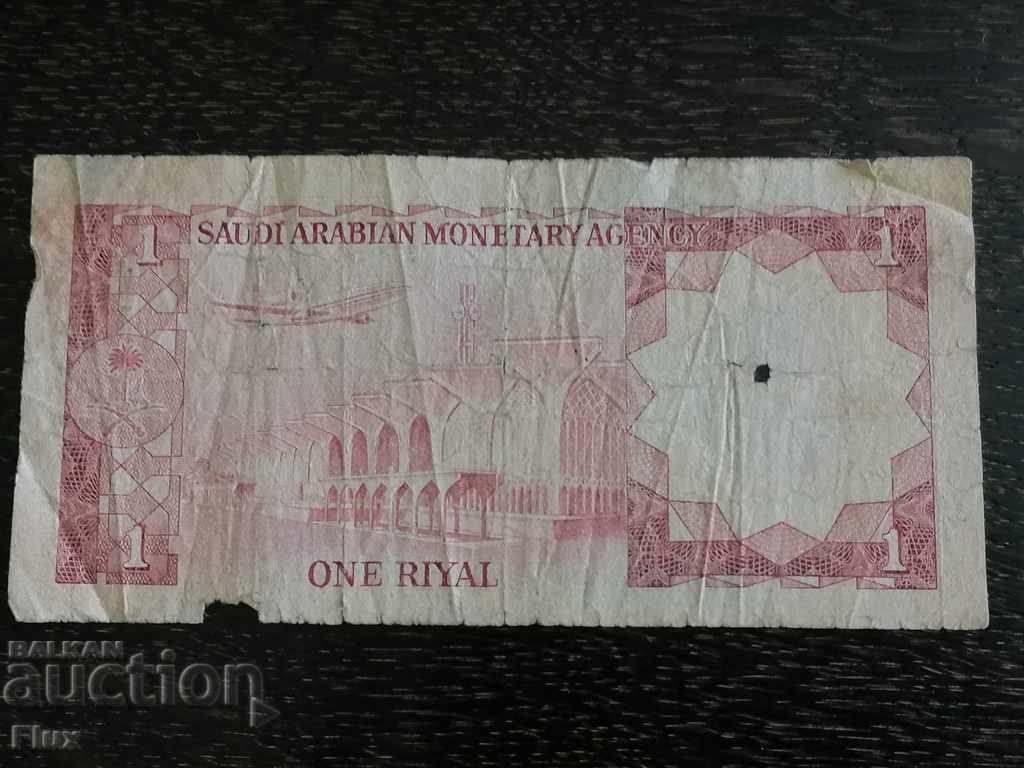 SAUDI ARABIAN MONETARY AGENCY
1 1
1 1
ONE RIYAL
BALKAN
auction
Flux